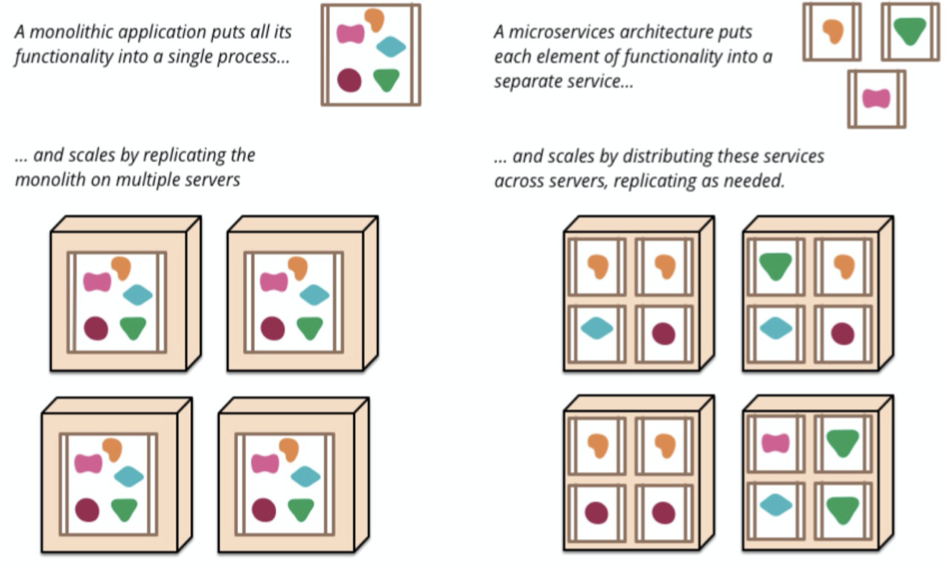 A monolithic application puts all its
functionality into a single process...
... and scales by replicating the
monolith on multiple servers
A microservices architecture puts
each element of functionality into a
separate service...
... and scales by distributing these services
across servers, replicating as needed.